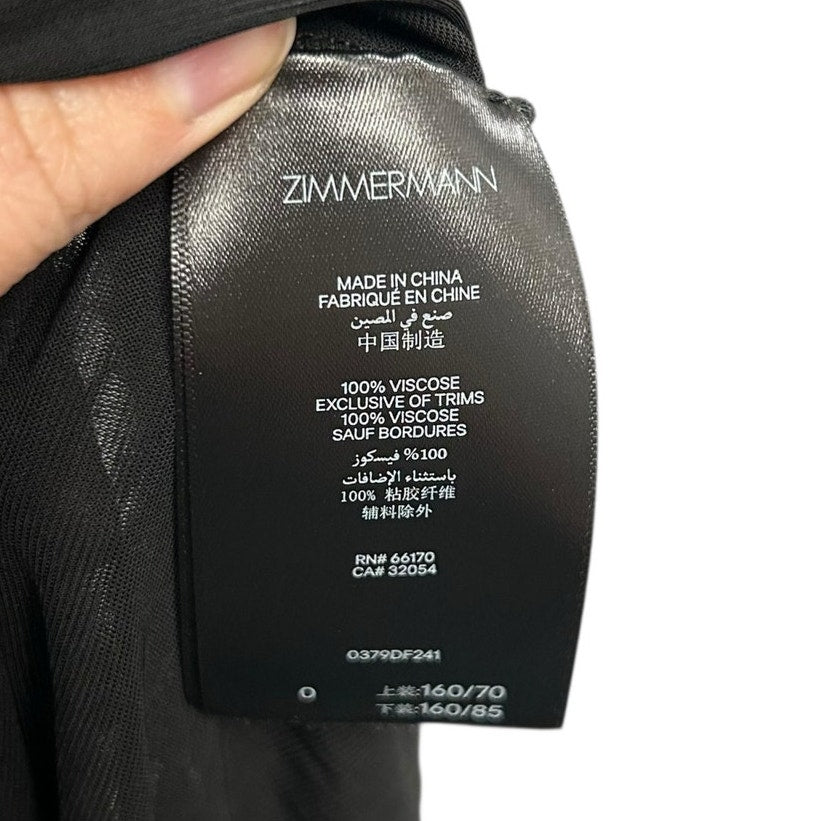 ZIMMERMANN
MADE IN CHINA
FABRIQUÉ EN CHINE
صنع في المصين
中国制造
100% VISCOSE
EXCLUSIVE OF TRIMS
100% VISCOSE
SAUF BORDURES
100% فيسكوز
باستثناء الإضافات
100% 粘胶纤维
辅料除外
RN# 66170
CA# 32054
0379DF241
0 上装:160/70
下装:160/85